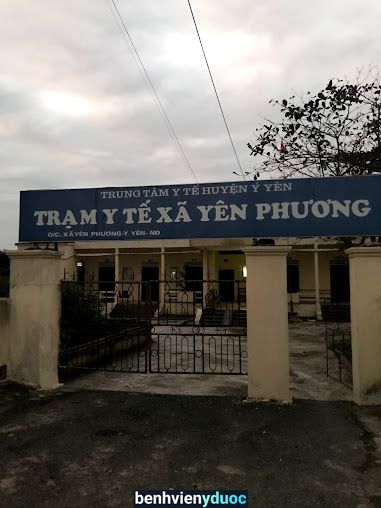 TRUNG TÂM Y TẾ HUYỆN Ý YÊN
TRẠM Y TẾ XÃ YÊN PHƯƠNG
Đ/C: XÃ YÊN PHƯƠNG-Ý YÊN-NĐ
benhvienyduoc